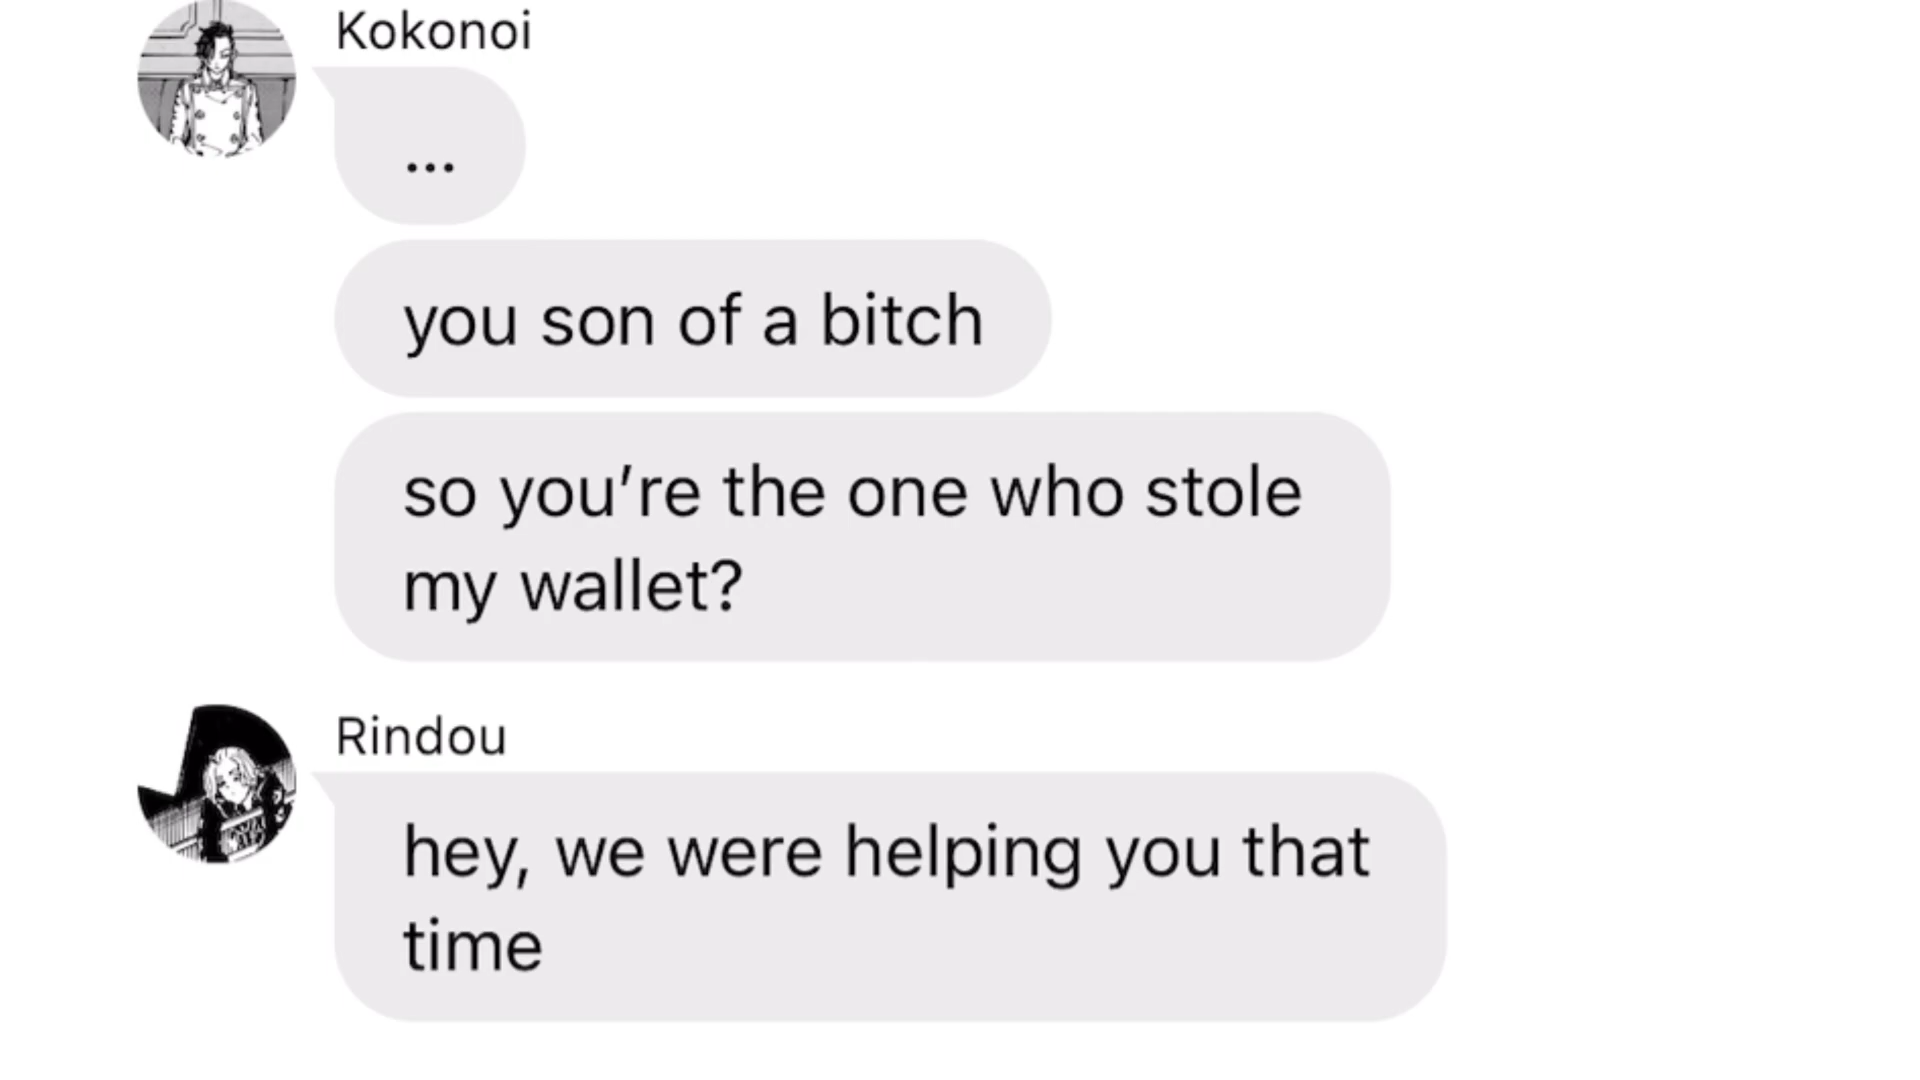 Kokonoi
...
you son of a bitch
so you’re the one who stole
my wallet?
Rindou
hey, we were helping you that
time